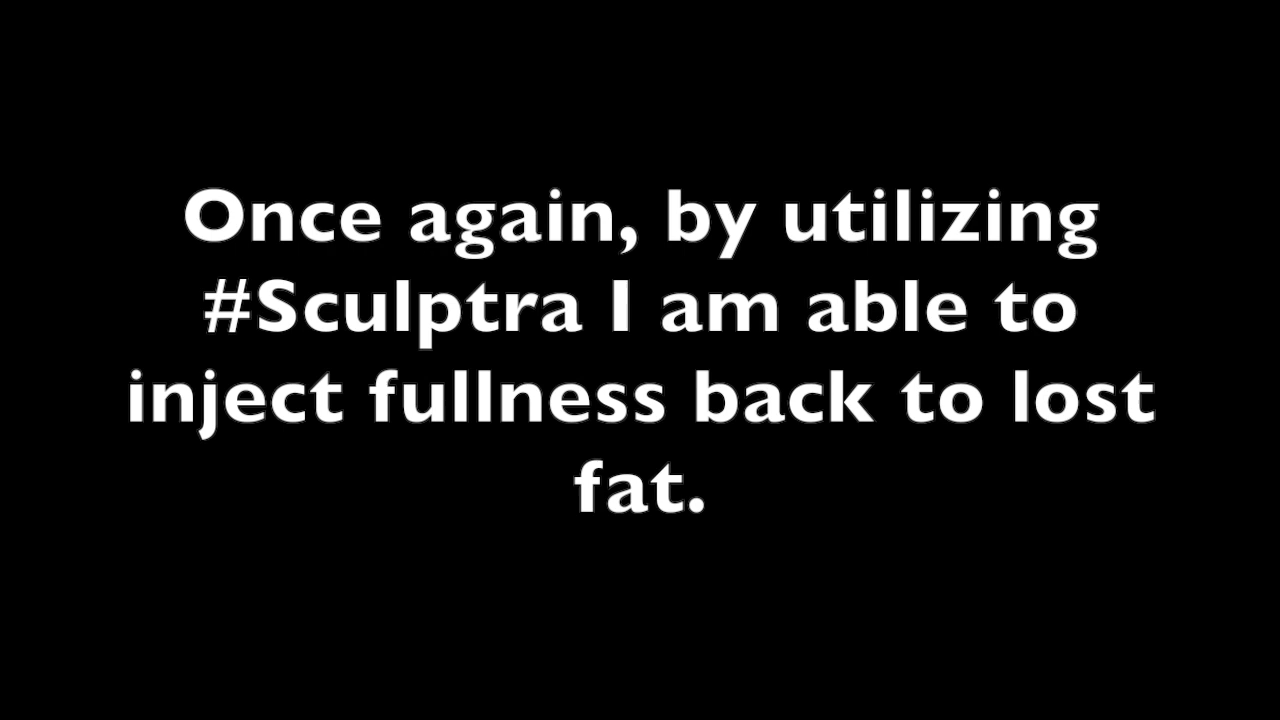 Once again, by utilizing
#Sculptra I am able to
inject fullness back to lost
fat.